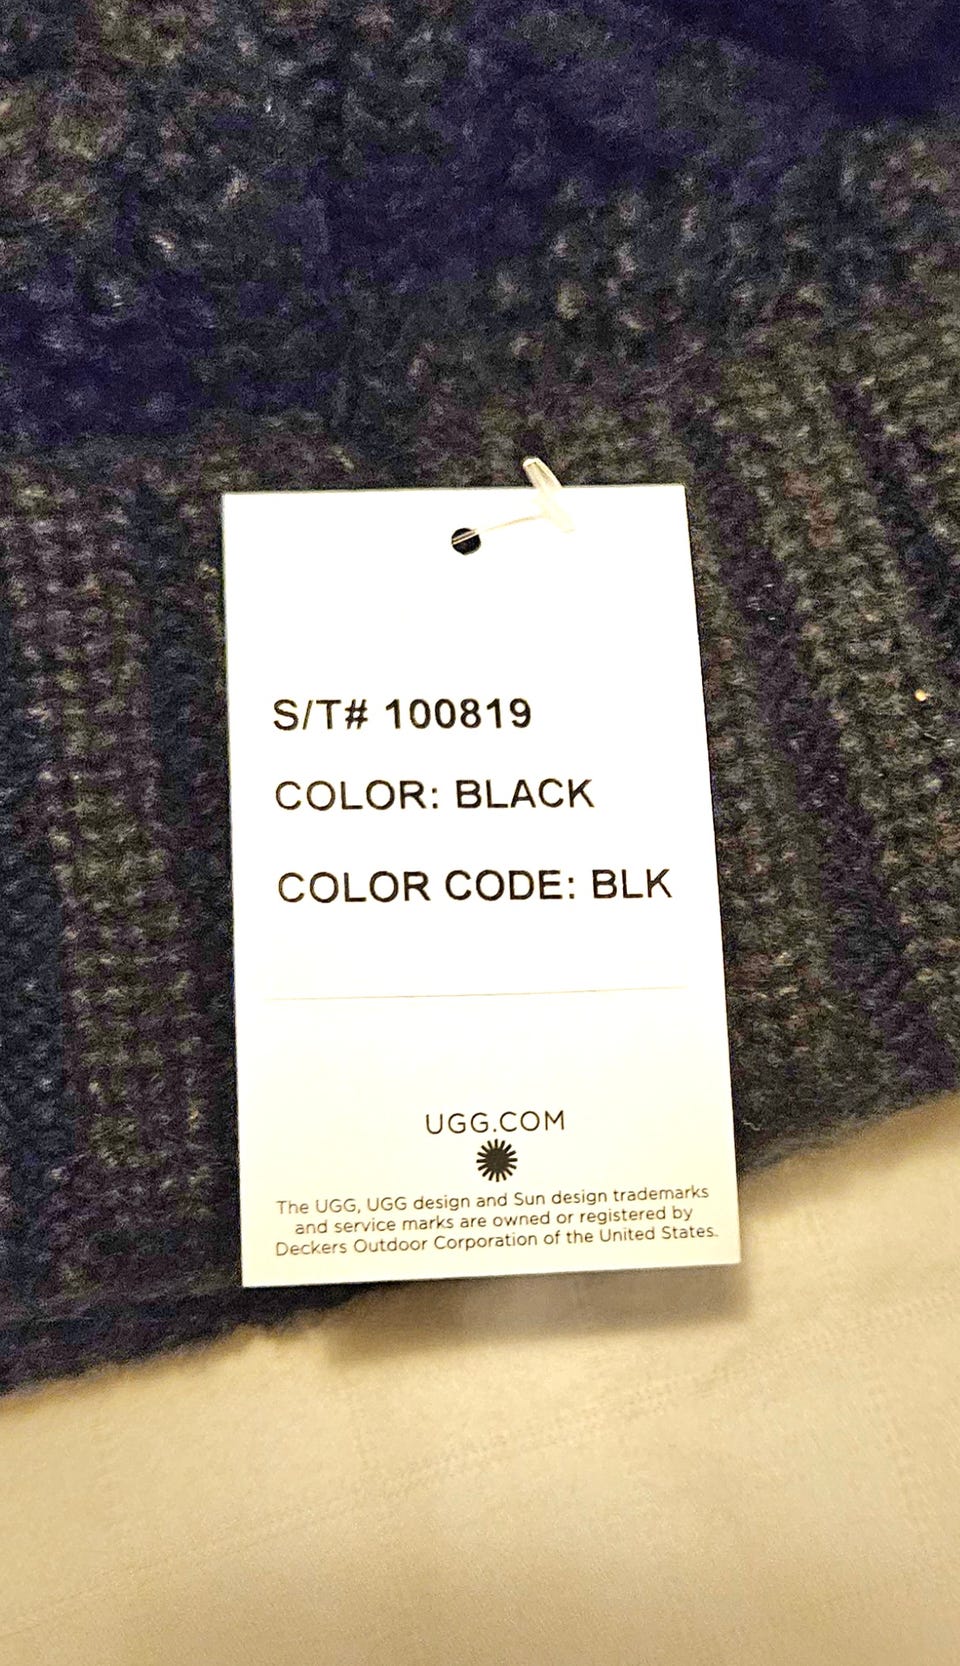 S/T# 100819
COLOR: BLACK
COLOR CODE: BLK
UGG.COM
The UGG, UGG design and Sun design trademarks
and service marks are owned or registered by
Deckers Outdoor Corporation of the United States.